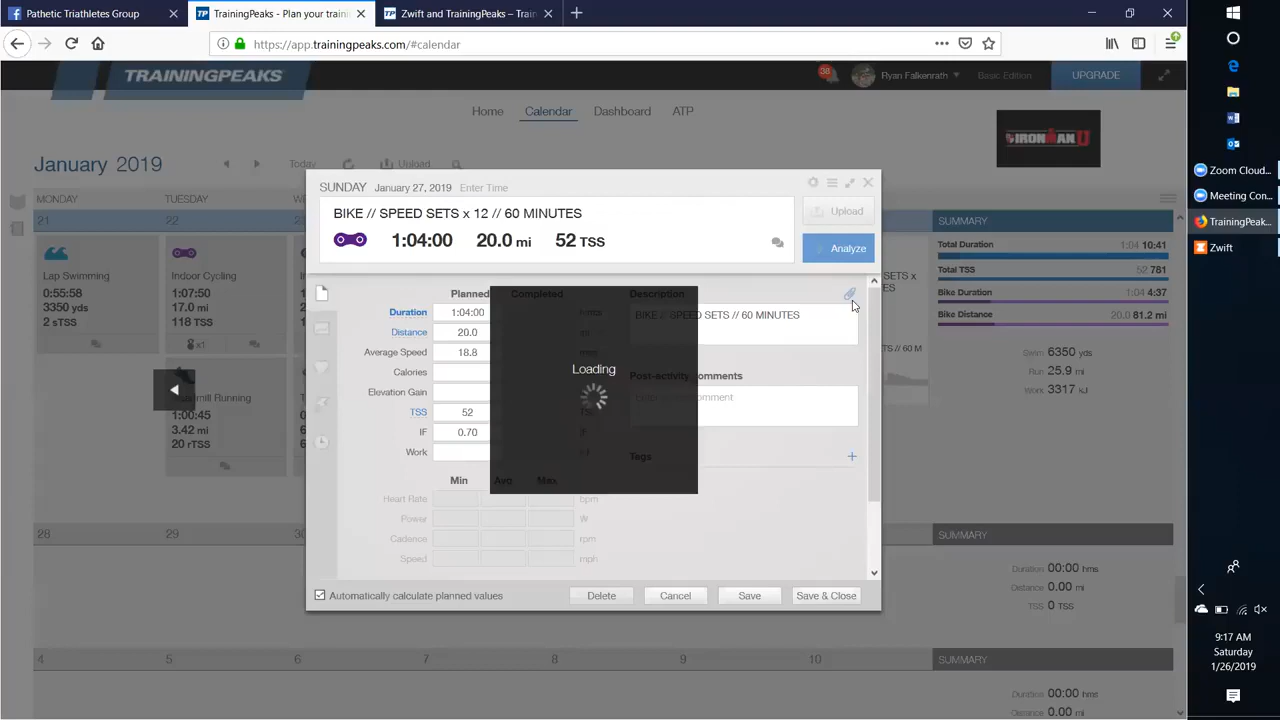 Pathetic Triathletes Group
TrainingPeaks - Plan your traini
Zwift and TrainingPeaks – Train
https://app.trainingpeaks.com/#calendar
TRAININGPEAKS
38
Ryan Falkenrath
Basic Edition
UPGRADE
Home
Calendar
Dashboard
ATP
IRONMAN U
January 2019
Today
Upload
MONDAY
TUESDAY
21
22
SUMMARY
Lap Swimming
0:55:58
3350 yds
2 sTSS
Indoor Cycling
1:07:50
17.0 mi
118 TSS
x1
mill Running
1:00:45
3.42 mi
20 rTSS
Total Duration 1:04 10:41
Total TSS 52 781
Bike Duration 1:04 4:37
Bike Distance 20.0 81.2 mi
Swim 6350 yds
Run 25.9 mi
Work 3317 kJ
SUNDAY January 27, 2019 Enter Time
BIKE // SPEED SETS x 12 // 60 MINUTES
1:04:00 20.0 mi 52 TSS
Upload
Analyze
Planned Completed
Duration 1:04:00
Distance 20.0
Average Speed 18.8
Calories
Elevation Gain
TSS 52
IF 0.70
Work
Min Avg Max
Heart Rate bpm
Power W
Cadence rpm
Speed mph
Loading
Description
BIKE // SPEED SETS // 60 MINUTES
Post-activity comments
Tags
Automatically calculate planned values
Delete
Cancel
Save
Save & Close
28
29
30
SUMMARY
Duration 00:00 hms
Distance 0.00 mi
TSS 0 TSS
4
5
6
7
8
9
10
SUMMARY
Duration 00:00 hms
Distance 0.00 mi
Zoom Cloud...
Meeting Con...
TrainingPeak...
Zwift
9:17 AM
Saturday
1/26/2019